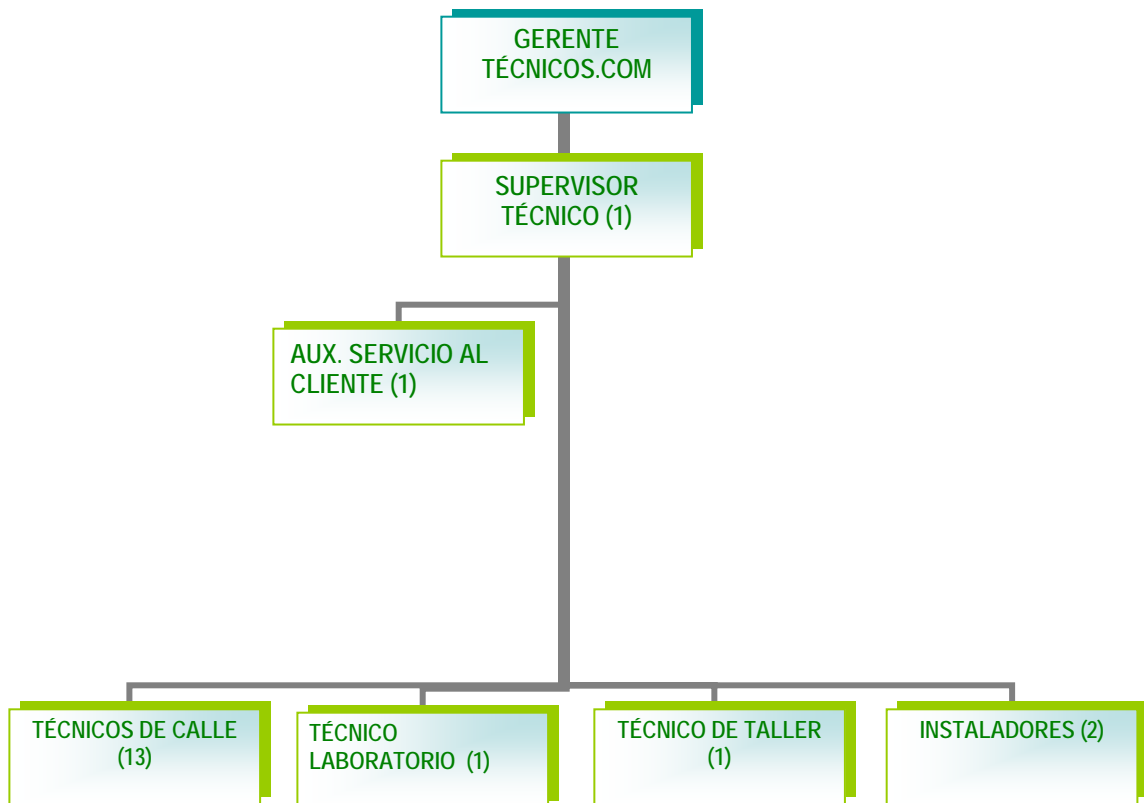 GERENTE
TÉCNICOS.COM
SUPERVISOR
TÉCNICO (1)
AUX. SERVICIO AL
CLIENTE (1)
TÉCNICOS DE CALLE
(13)
TÉCNICO
LABORATORIO (1)
TÉCNICO DE TALLER
(1)
INSTALADORES (2)